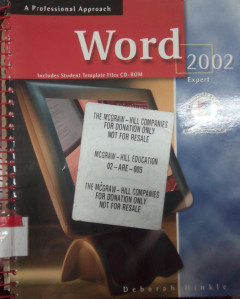 A Professional Approach
Word 2002
Expert
Includes Student Template Files CD-ROM
THE MCGRAW-HILL COMPANIES
FOR DONATION ONLY
NOT FOR RESALE
MCGRAW-HILL EDUCATION
02-ARE-005
THE MCGRAW-HILL COMPANIES
FOR DONATION ONLY
NOT FOR RESALE
Deborah Hinkle